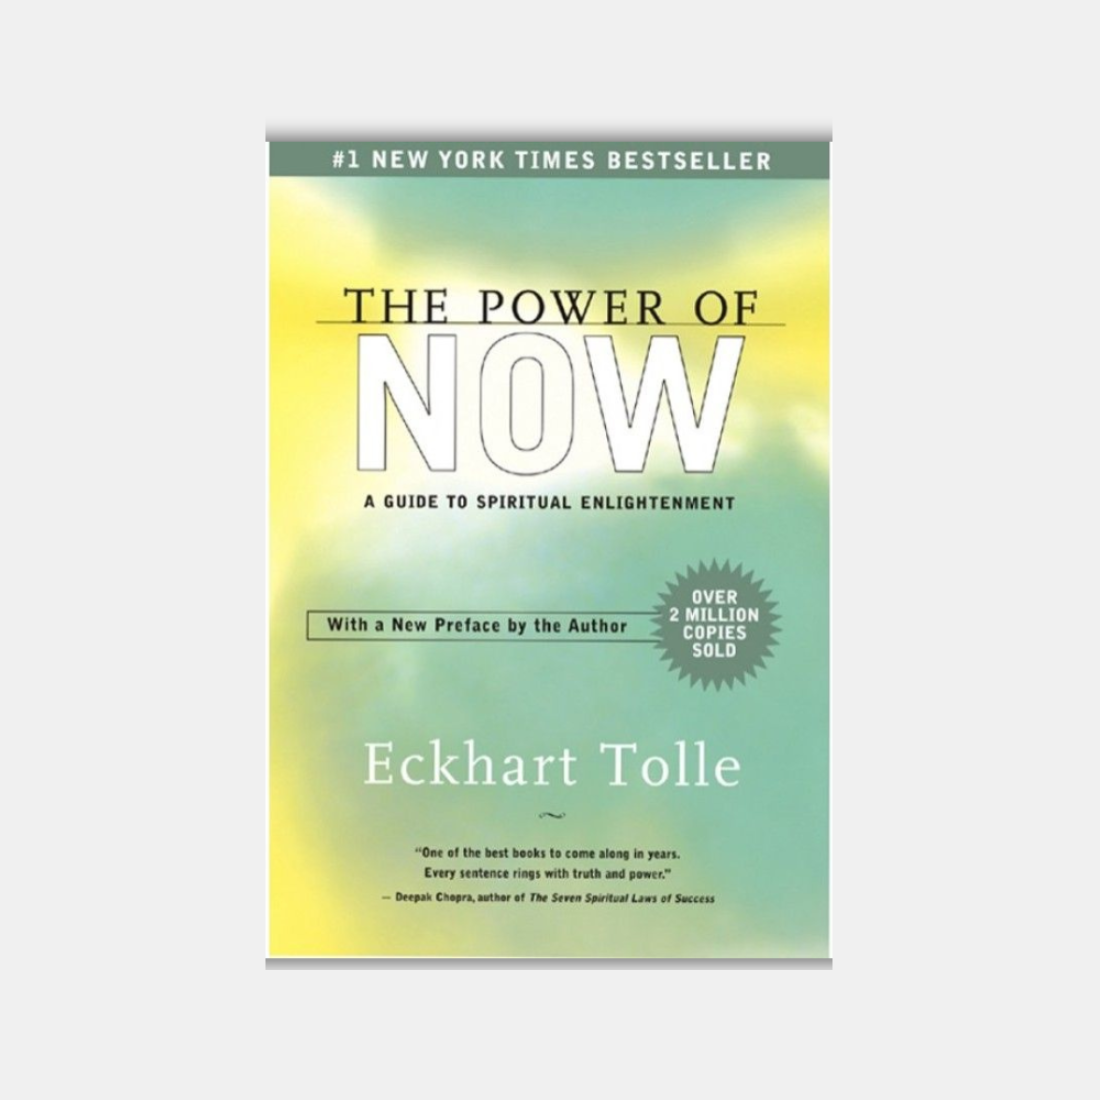 #1 NEW YORK TIMES BESTSELLER
THE POWER OF
NOW
A GUIDE TO SPIRITUAL ENLIGHTENMENT
With a New Preface by the Author
OVER
2 MILLION
COPIES
SOLD
Eckhart Tolle
"One of the best books to come along in years.
Every sentence rings with truth and power."
— Deepak Chopra, author of The Seven Spiritual Laws of Success